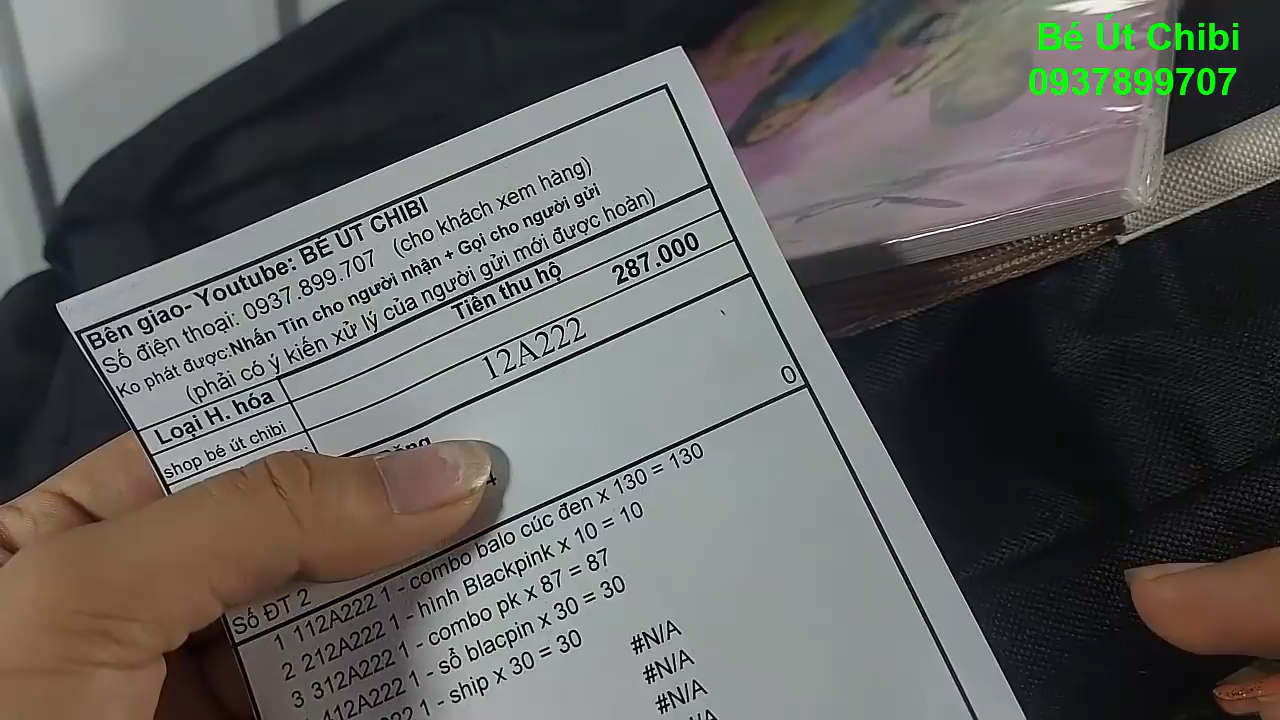 Bé Út Chibi
0937899707
Bên giao- Youtube: BÉ ÚT CHIBI
Số điện thoại: 0937.899.707 (cho khách xem hàng)
Ko phát được:Nhắn Tin cho người nhận + Gọi cho người gửi
(phải có ý kiến xử lý của người gửi mới được hoàn)
Loại H. hóa Tiền thu hộ 287.000
shop bé út chibi 12A222
0
Số ĐT 2
1 112A222 1 - combo balo cúc đen x 130 = 130
2 212A222 1 - hình Blackpink x 10 = 10
3 312A222 1 - combo pk x 87 = 87
112A222 1 - sổ blacpin x 30 = 30
222 1 - ship x 30 = 30
#N/A
#N/A
#N/A